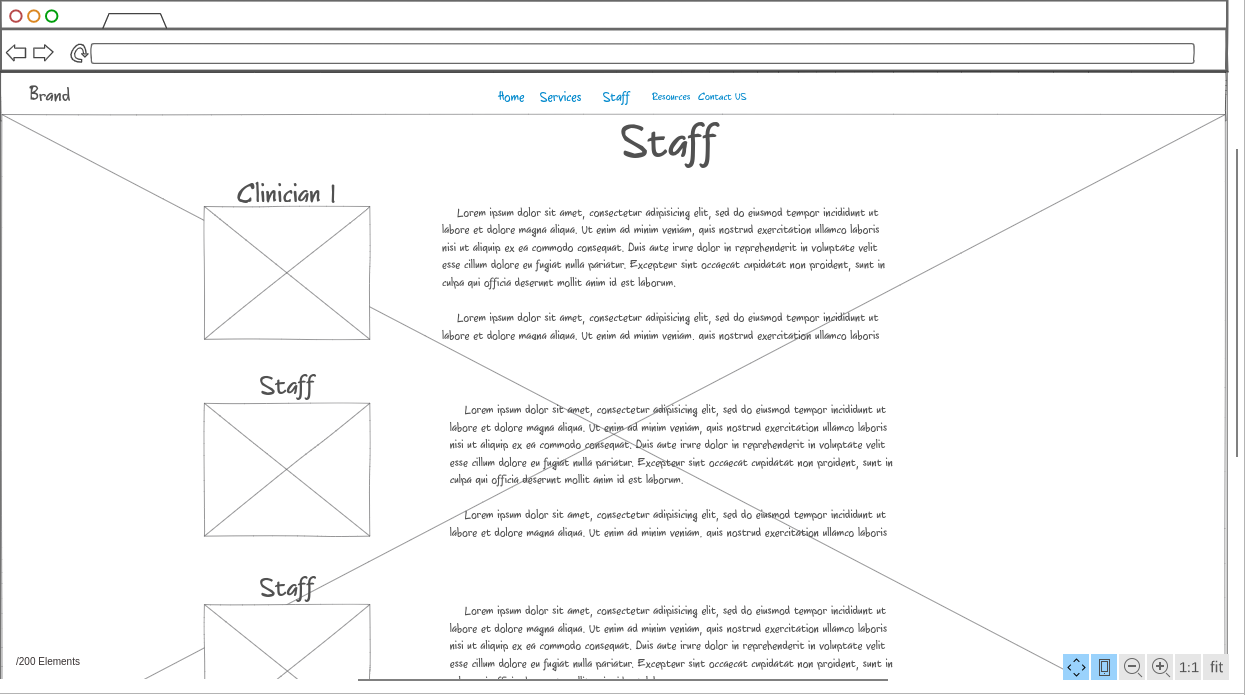 Brand
Home Services Staff Resources Contact US
Staff
Clinician 1
Lorem ipsum dolor sit amet, consectetur adipisicing elit, sed do eiusmod tempor incididunt ut
labore et dolore magna aliqua. Ut enim ad minim veniam, quis nostrud exercitation ullamco laboris
nisi ut aliquip ex ea commodo consequat. Duis aute irure dolor in reprehenderit in voluptate velit
esse cillum dolore eu fugiat nulla pariatur. Excepteur sint occaecat cupidatat non proident, sunt in
culpa qui officia deserunt mollit anim id est laborum.
Lorem ipsum dolor sit amet, consectetur adipisicing elit, sed do eiusmod tempor incididunt ut
labore et dolore magna aliqua. Ut enim ad minim veniam, quis nostrud exercitation ullamco laboris
Staff
Lorem ipsum dolor sit amet, consectetur adipisicing elit, sed do eiusmod tempor incididunt ut
labore et dolore magna aliqua. Ut enim ad minim veniam, quis nostrud exercitation ullamco laboris
nisi ut aliquip ex ea commodo consequat. Duis aute irure dolor in reprehenderit in voluptate velit
esse cillum dolore eu fugiat nulla pariatur. Excepteur sint occaecat cupidatat non proident, sunt in
culpa qui officia deserunt mollit anim id est laborum.
Lorem ipsum dolor sit amet, consectetur adipisicing elit, sed do eiusmod tempor incididunt ut
labore et dolore magna aliqua. Ut enim ad minim veniam, quis nostrud exercitation ullamco laboris
Staff
Lorem ipsum dolor sit amet, consectetur adipisicing elit, sed do eiusmod tempor incididunt ut
labore et dolore magna aliqua. Ut enim ad minim veniam, quis nostrud exercitation ullamco laboris
nisi ut aliquip ex ea commodo consequat. Duis aute irure dolor in reprehenderit in voluptate velit
esse cillum dolore eu fugiat nulla pariatur. Excepteur sint occaecat cupidatat non proident, sunt in
/200 Elements
1:1 fit